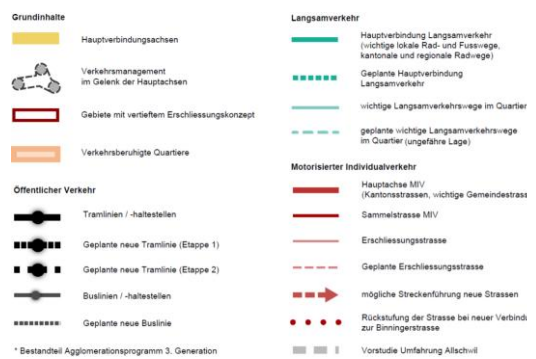 Grundinhalte
Hauptverbindungsachsen
Verkehrsmanagement
im Gelenk der Hauptachsen
Gebiete mit vertieftem Erschliessungskonzept
Verkehrsberuhigte Quartiere
Öffentlicher Verkehr
Tramlinien / -haltestellen
Geplante neue Tramlinie (Etappe 1)
Geplante neue Tramlinie (Etappe 2)
Buslinien / -haltestellen
Geplante neue Buslinie
* Bestandteil Agglomerationsprogramm 3. Generation
Langsamverkehr
Hauptverbindung Langsamverkehr
(wichtige lokale Rad- und Fusswege,
kantonale und regionale Radwege)
Geplante Hauptverbindung
Langsamverkehr
wichtige Langsamverkehrswege im Quartier
geplante wichtige Langsamverkehrswege
im Quartier (ungefähre Lage)
Motorisierter Individualverkehr
Hauptachse MIV
(Kantonsstrassen, wichtige Gemeindestrass
Sammelstrasse MIV
Erschliessungsstrasse
Geplante Erschliessungsstrasse
mögliche Streckenführung neue Strassen
Rückstufung der Strasse bei neuer Verbindu
zur Binningerstrasse
Vorstudie Umfahrung Allschwil